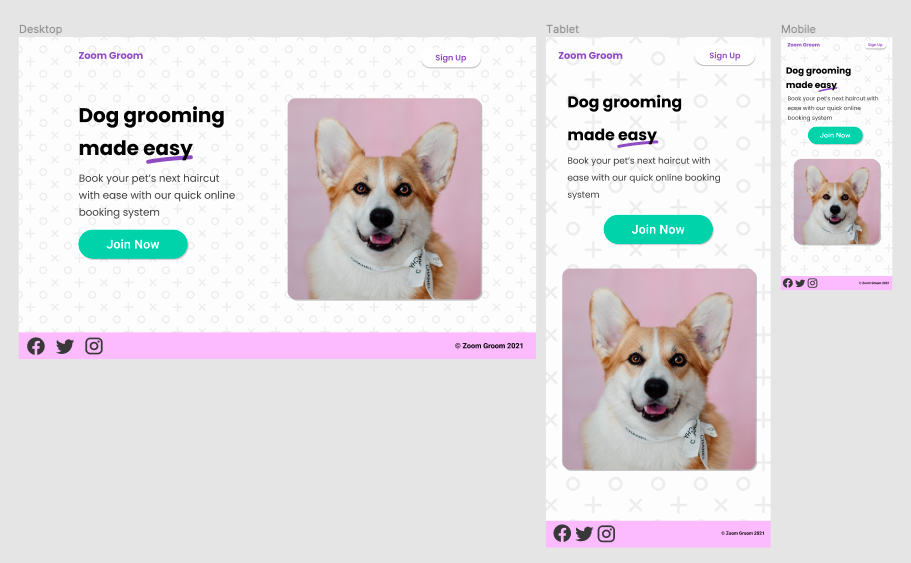 Desktop
Zoom Groom
Sign Up
Dog grooming
made easy
Book your pet's next haircut
with ease with our quick online
booking system
Join Now
© Zoom Groom 2021
Tablet
Zoom Groom
Sign Up
Dog grooming
made easy
Book your pet's next haircut with
ease with our quick online booking
system
Join Now
© Zoom Groom 2021
Mobile
Zoom Groom
Sign Up
Dog grooming
made easy
Book your pet's next haircut with
ease with our quick online
booking system
Join Now
© Zoom Groom 2021